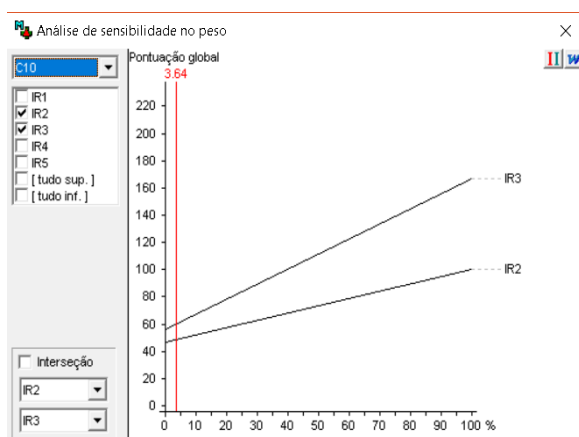 Análise de sensibilidade no peso
C10
IR1
IR2
IR3
IR4
IR5
[ tudo sup. ]
[ tudo inf. ]
Interseção
IR2
IR3
Pontuação global
3.64
220
200
180
160
140
120
100
80
60
40
20
0
0 10 20 30 40 50 60 70 80 90 100 %
IR3
IR2